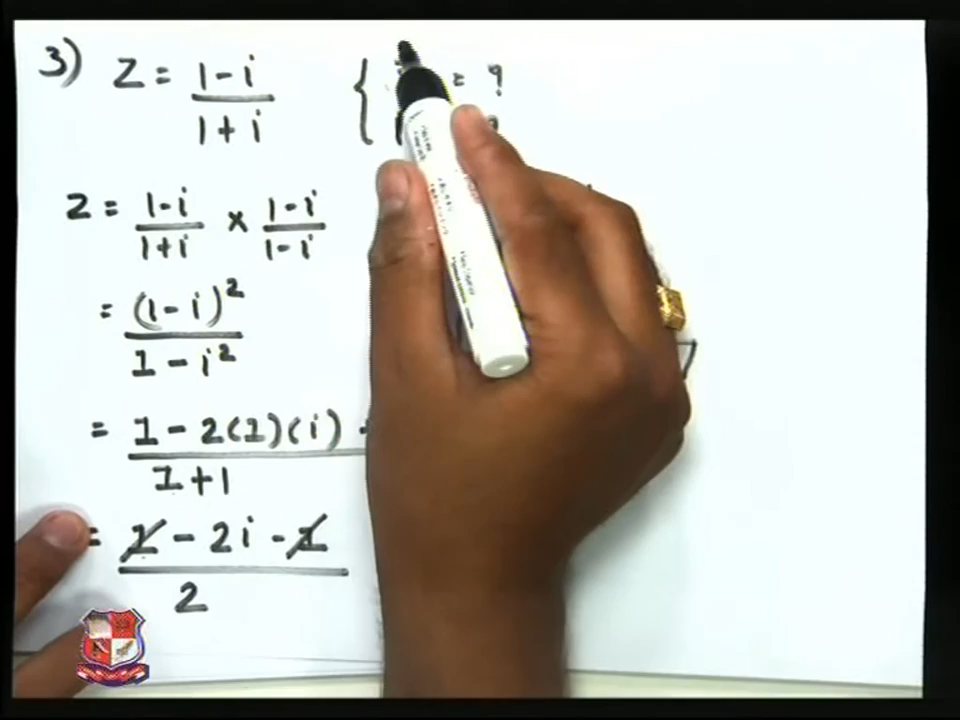 3) Z = 1-i / 1+i { = ?
Z = 1-i / 1+i × 1-i / 1-i
= (1-i)² / 1-i²
= 1-2(1)(i) / 1+1
= 1-2i-1 / 2